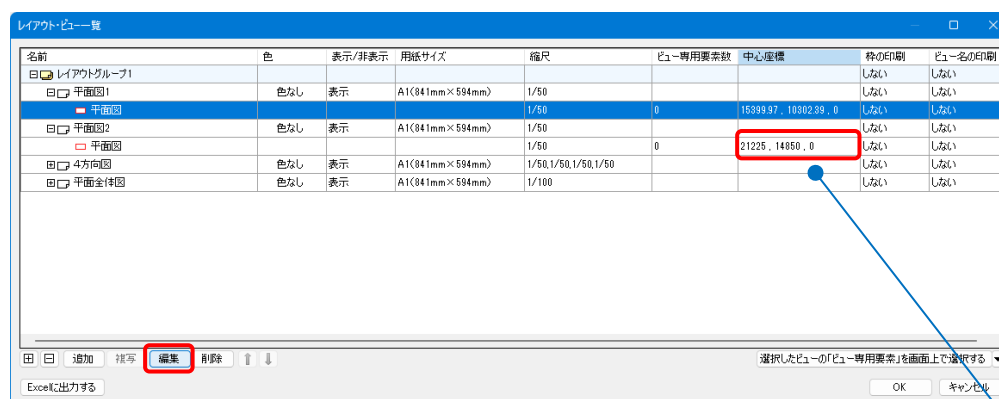 レイアウト・ビュー一覧
名前 色 表示/非表示 用紙サイズ 縮尺 ビュー専用要素数 中心座標 枠の印刷 ビュー名の印刷
レイアウトグループ1 しない しない
平面図1 色なし 表示 A1(841mm×594mm) 1/50 しない しない
平面図 1/50 0 15399.97 , 10302.39 , 0 しない しない
平面図2 色なし 表示 A1(841mm×594mm) 1/50 しない しない
平面図 1/50 0 21225 , 14850 , 0 しない しない
4方向図 色なし 表示 A1(841mm×594mm) 1/50,1/50,1/50,1/50 しない しない
平面全体図 色なし 表示 A1(841mm×594mm) 1/100 しない しない
追加 複写 編集 削除 選択したビューの「ビュー専用要素」を画面上で選択する
Excelに出力する OK キャンセル